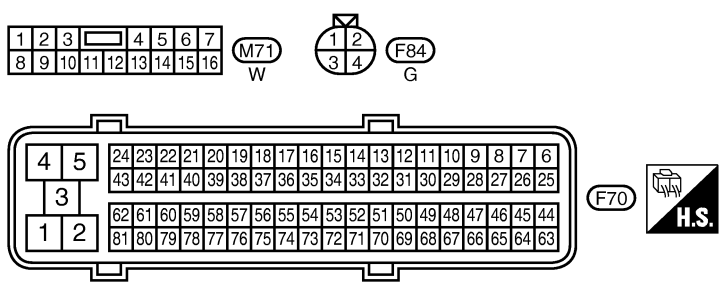 1 2 3 4 5 6 7
8 9 10 11 12 13 14 15 16
M71
W
1 2
3 4
F84
G
4 5
3
1 2
24 23 22 21 20 19 18 17 16 15 14 13 12 11 10 9 8 7 6
43 42 41 40 39 38 37 36 35 34 33 32 31 30 29 28 27 26 25
62 61 60 59 58 57 56 55 54 53 52 51 50 49 48 47 46 45 44
81 80 79 78 77 76 75 74 73 72 71 70 69 68 67 66 65 64 63
F70
H.S.